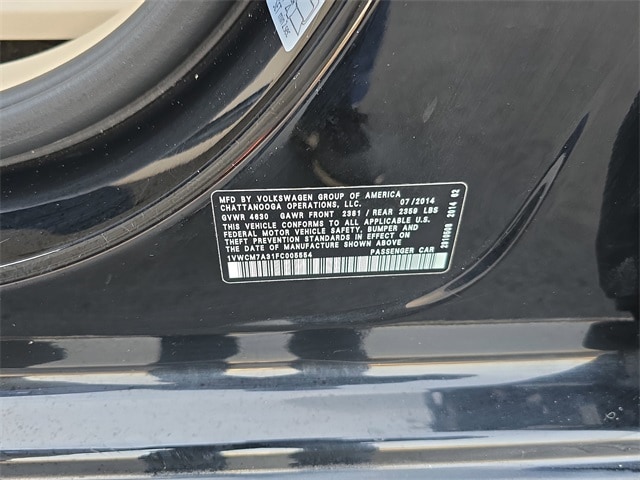 MFD BY VOLKSWAGEN GROUP OF AMERICA
CHATTANOOGA OPERATIONS, LLC. 07/2014
GVWR 4630 GAWR FRONT 2381 / REAR 2359 LBS
THIS VEHICLE CONFORMS TO ALL APPLICABLE U.S.
FEDERAL MOTOR VEHICLE SAFETY, BUMPER AND
THEFT PREVENTION STANDARDS IN EFFECT ON
THE DATE OF MANUFACTURE SHOWN ABOVE.
1VWCM7A31FC005554 PASSENGER CAR
2014 02